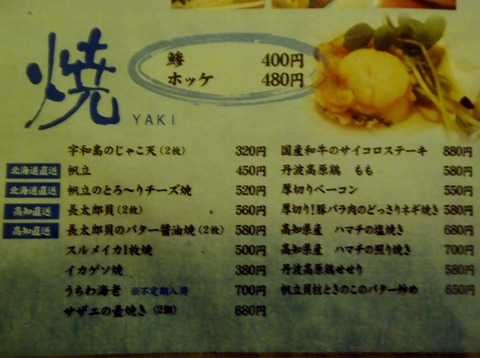 焼
YAKI
鯵 400円
ホッケ 480円
宇和島のじゃこ天(2枚) 320円
北海道直送 帆立 450円
北海道直送 帆立のとろ〜りチーズ焼 520円
高知直送 長太郎貝(2枚) 560円
高知直送 長太郎貝のバター醤油焼(2枚) 580円
スルメイカ1枚焼 500円
イカゲソ焼 380円
うちわ海老 ※不定期入荷 700円
サザエの壷焼き(2個) 680円
国産和牛のサイコロステーキ 880円
丹波高原鶏 もも 580円
厚切りベーコン 550円
厚切り!豚バラ肉のどっさりネギ焼き 580円
高知県産 ハマチの塩焼き 680円
高知県産 ハマチの照り焼き 700円
丹波高原鶏せせり 580円
帆立貝柱ときのこのバター炒め 650円